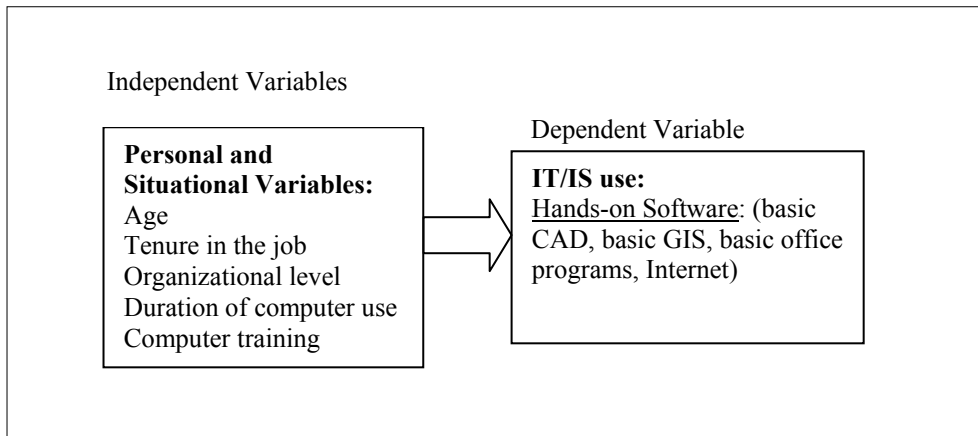 Independent Variables
Personal and
Situational Variables:
Age
Tenure in the job
Organizational level
Duration of computer use
Computer training
Dependent Variable
IT/IS use:
Hands-on Software: (basic
CAD, basic GIS, basic office
programs, Internet)